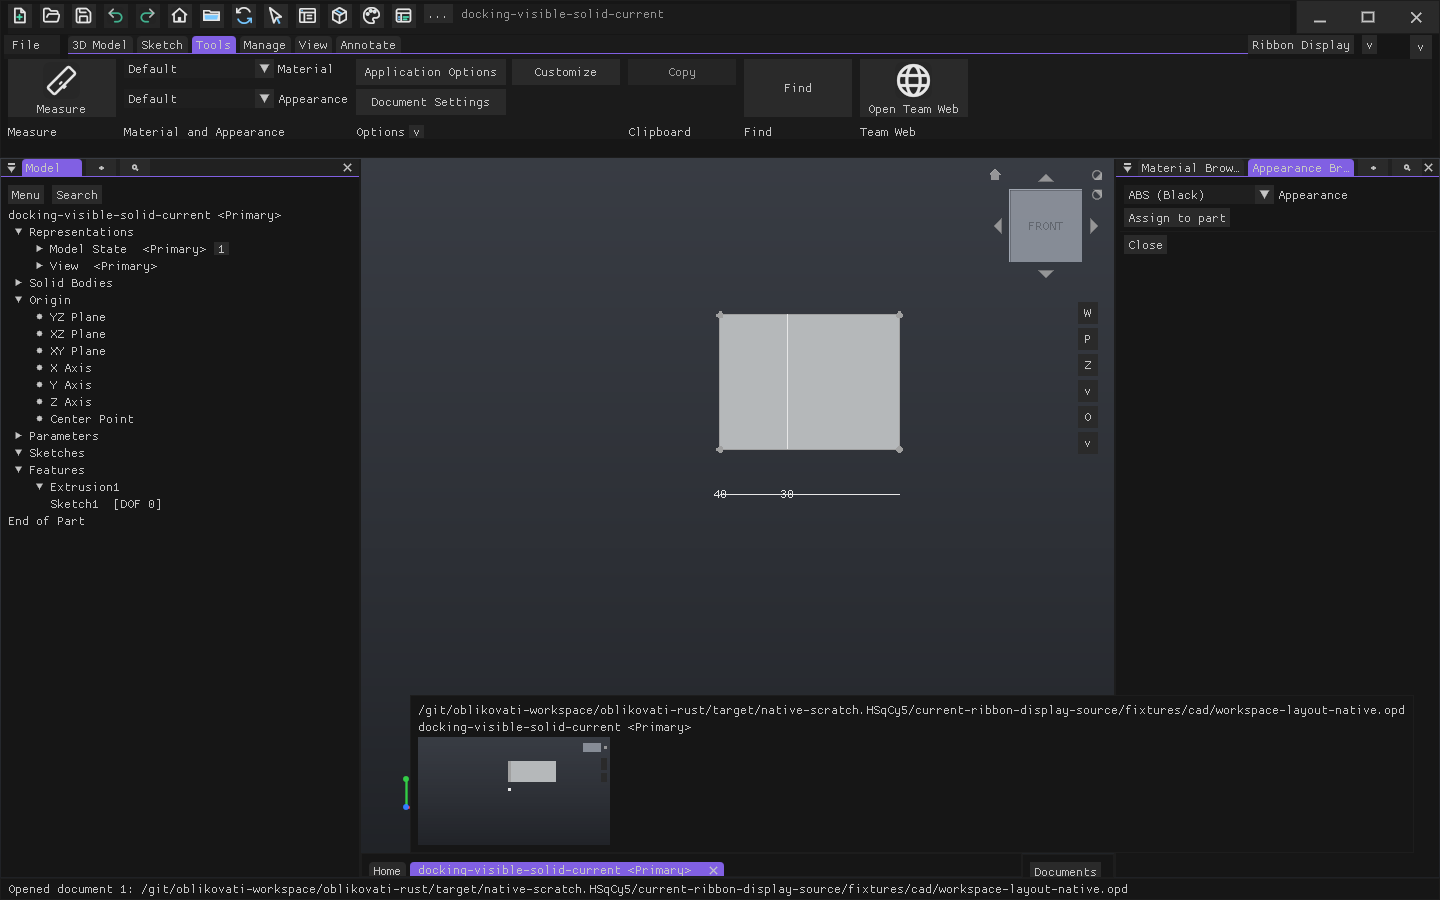 ... docking-visible-solid-current
File 3D Model Sketch Tools Manage View Annotate Ribbon Display v v
Default Material
Default Appearance
Application Options Customize Copy
Document Settings
Find
Measure
Open Team Web
Measure Material and Appearance Options v Clipboard Find Team Web
Model
Material Brow… Appearance Br…
Menu Search
ABS (Black) Appearance
Assign to part
Close
docking-visible-solid-current <Primary>
Representations
Model State <Primary> 1
View <Primary>
Solid Bodies
Origin
YZ Plane
XZ Plane
XY Plane
X Axis
Y Axis
Z Axis
Center Point
Parameters
Sketches
Features
Extrusion1
Sketch1 [DOF 0]
End of Part
FRONT
W
P
Z
v
O
v
40 30
/git/oblikovati-workspace/oblikovati-rust/target/native-scratch.HSqCy5/current-ribbon-display-source/fixtures/cad/workspace-layout-native.opd
docking-visible-solid-current <Primary>
Home docking-visible-solid-current <Primary> Documents
Opened document 1: /git/oblikovati-workspace/oblikovati-rust/target/native-scratch.HSqCy5/current-ribbon-display-source/fixtures/cad/workspace-layout-native.opd